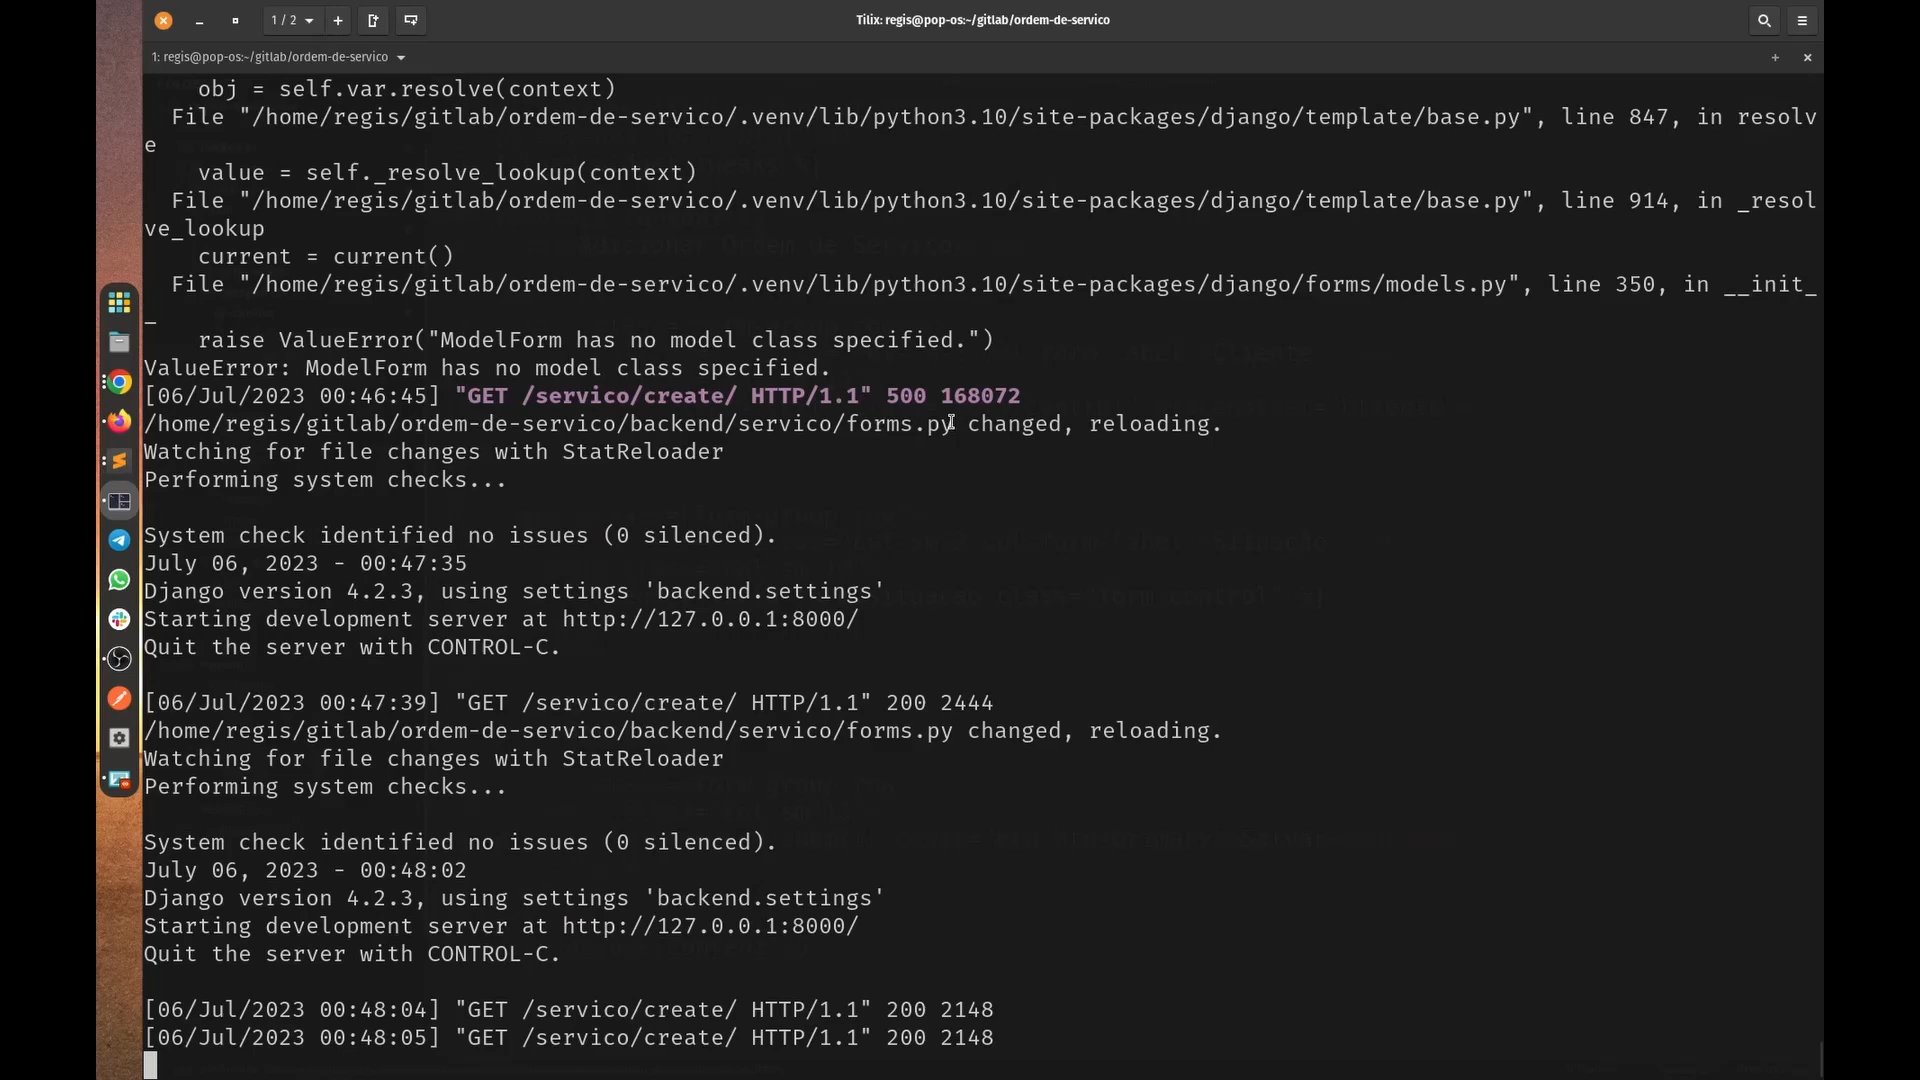 1 / 2
Tilix: regis@pop-os:~/gitlab/ordem-de-servico
1: regis@pop-os:~/gitlab/ordem-de-servico
obj = self.var.resolve(context)
File "/home/regis/gitlab/ordem-de-servico/.venv/lib/python3.10/site-packages/django/template/base.py", line 847, in resolv
e
value = self._resolve_lookup(context)
File "/home/regis/gitlab/ordem-de-servico/.venv/lib/python3.10/site-packages/django/template/base.py", line 914, in _resol
ve_lookup
current = current()
File "/home/regis/gitlab/ordem-de-servico/.venv/lib/python3.10/site-packages/django/forms/models.py", line 350, in __init_
_
raise ValueError("ModelForm has no model class specified.")
ValueError: ModelForm has no model class specified.
[06/Jul/2023 00:46:45] "GET /servico/create/ HTTP/1.1" 500 168072
/home/regis/gitlab/ordem-de-servico/backend/servico/forms.py changed, reloading.
Watching for file changes with StatReloader
Performing system checks...
System check identified no issues (0 silenced).
July 06, 2023 - 00:47:35
Django version 4.2.3, using settings 'backend.settings'
Starting development server at http://127.0.0.1:8000/
Quit the server with CONTROL-C.
[06/Jul/2023 00:47:39] "GET /servico/create/ HTTP/1.1" 200 2444
/home/regis/gitlab/ordem-de-servico/backend/servico/forms.py changed, reloading.
Watching for file changes with StatReloader
Performing system checks...
System check identified no issues (0 silenced).
July 06, 2023 - 00:48:02
Django version 4.2.3, using settings 'backend.settings'
Starting development server at http://127.0.0.1:8000/
Quit the server with CONTROL-C.
[06/Jul/2023 00:48:04] "GET /servico/create/ HTTP/1.1" 200 2148
[06/Jul/2023 00:48:05] "GET /servico/create/ HTTP/1.1" 200 2148